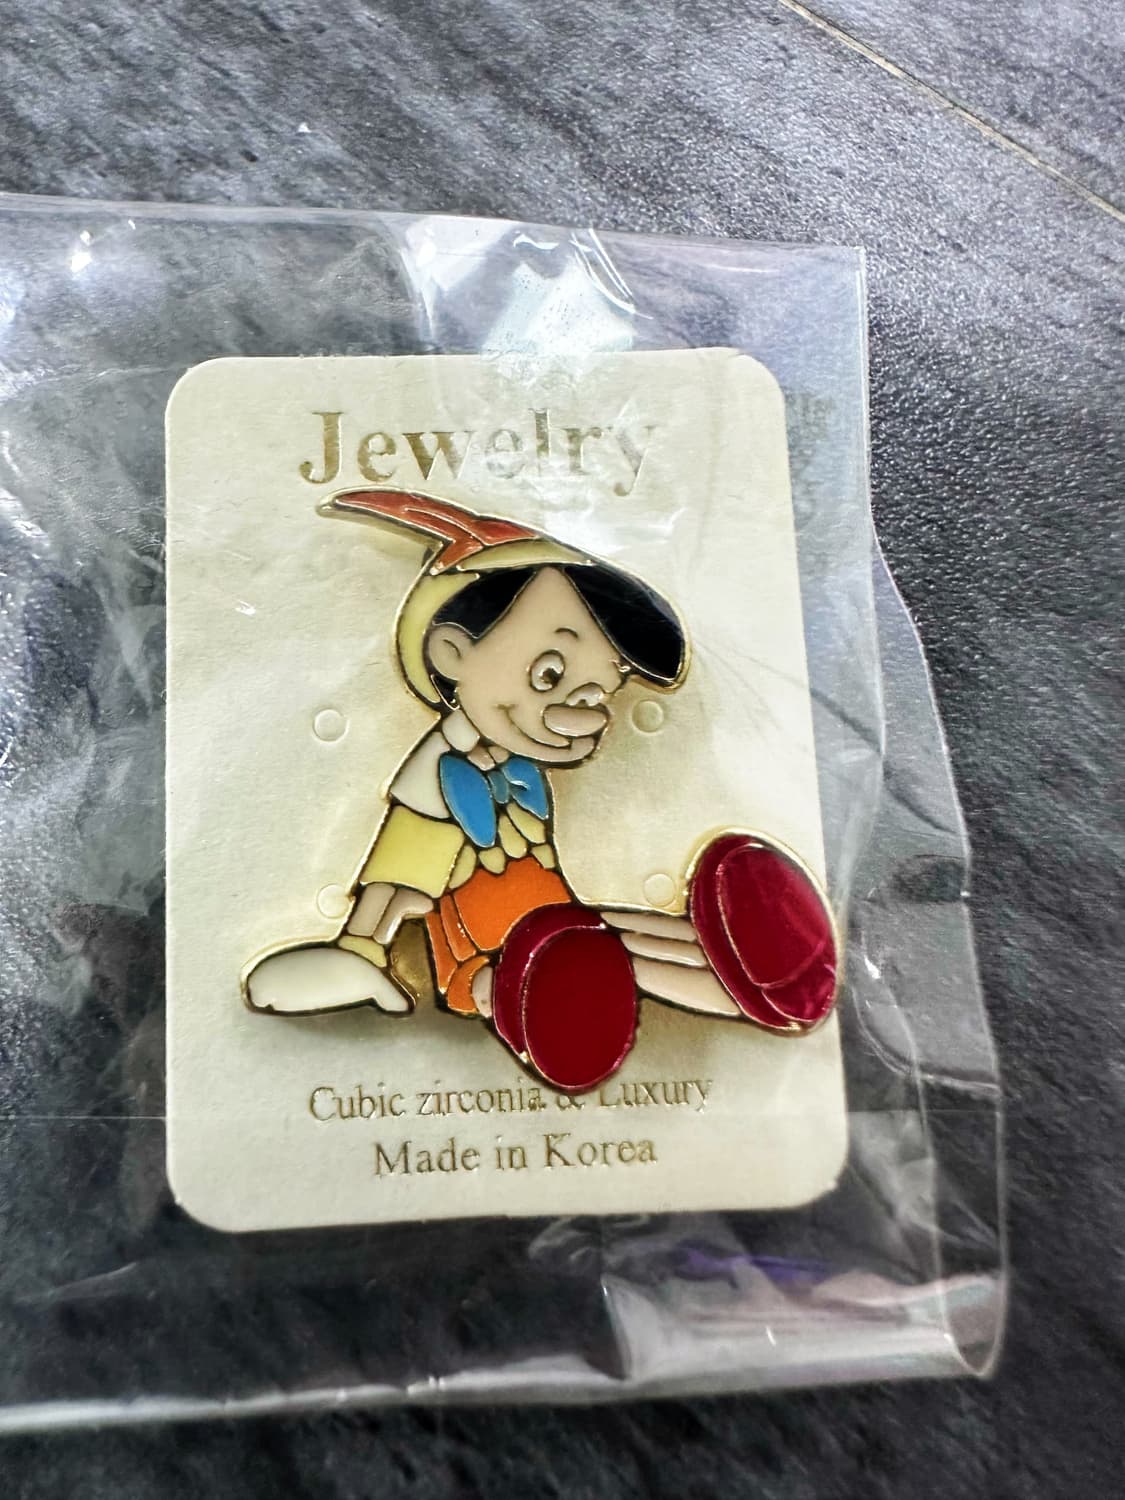 Jewelry
Cubic zirconia & Luxury
Made in Korea